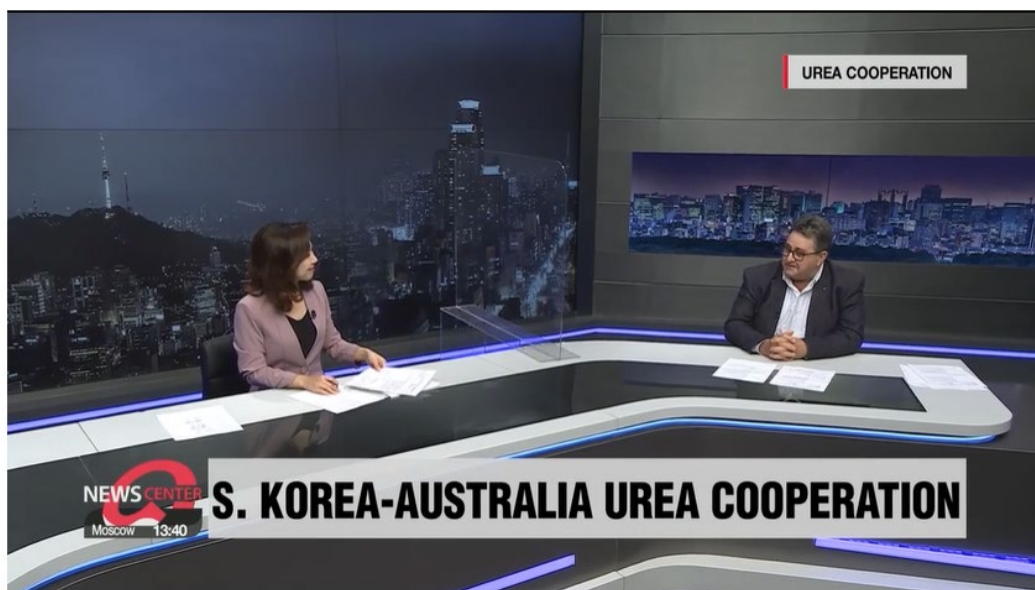 UREA COOPERATION
NEWS CENTER
S. KOREA-AUSTRALIA UREA COOPERATION
Moscow 13:40